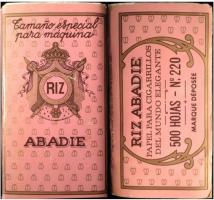 Tamaño especial
para máquina
RIZ
ABADIE
RIZ ABADIE
PAPEL PARA CIGARRILLOS
DEL MUNDO ELEGANTE
500 HOJAS - Nº 220
MARQUE DÉPOSÉE